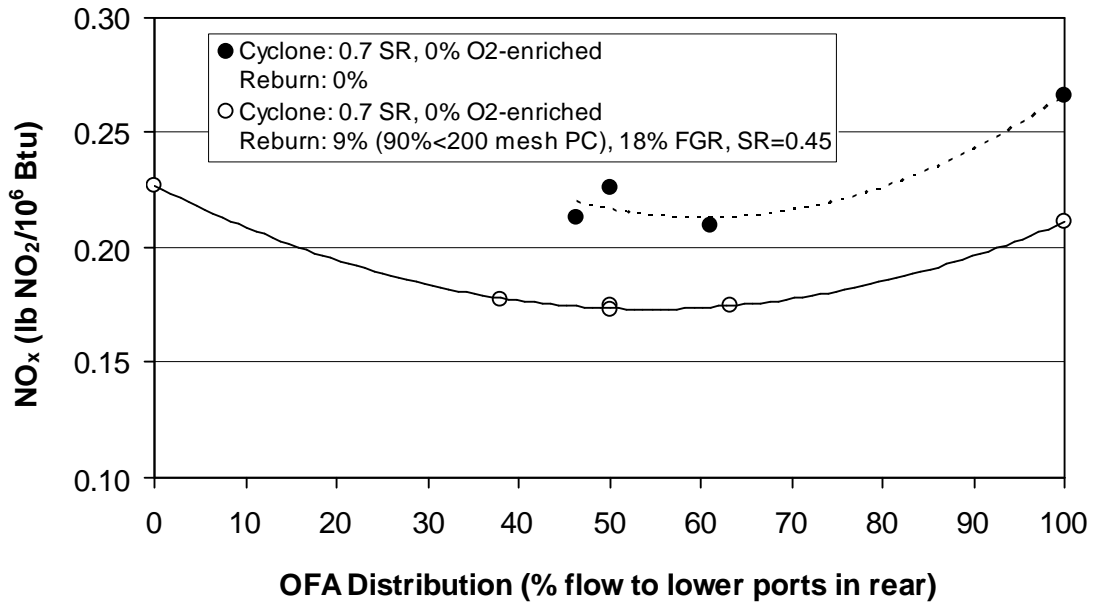 0.30
Cyclone: 0.7 SR, 0% O2-enriched
Reburn: 0%
Cyclone: 0.7 SR, 0% O2-enriched
Reburn: 9% (90%<200 mesh PC), 18% FGR, SR=0.45
0.25
0.20
0.15
0.10
NOₓ (lb NO₂/10⁶ Btu)
0 10 20 30 40 50 60 70 80 90 100
OFA Distribution (% flow to lower ports in rear)